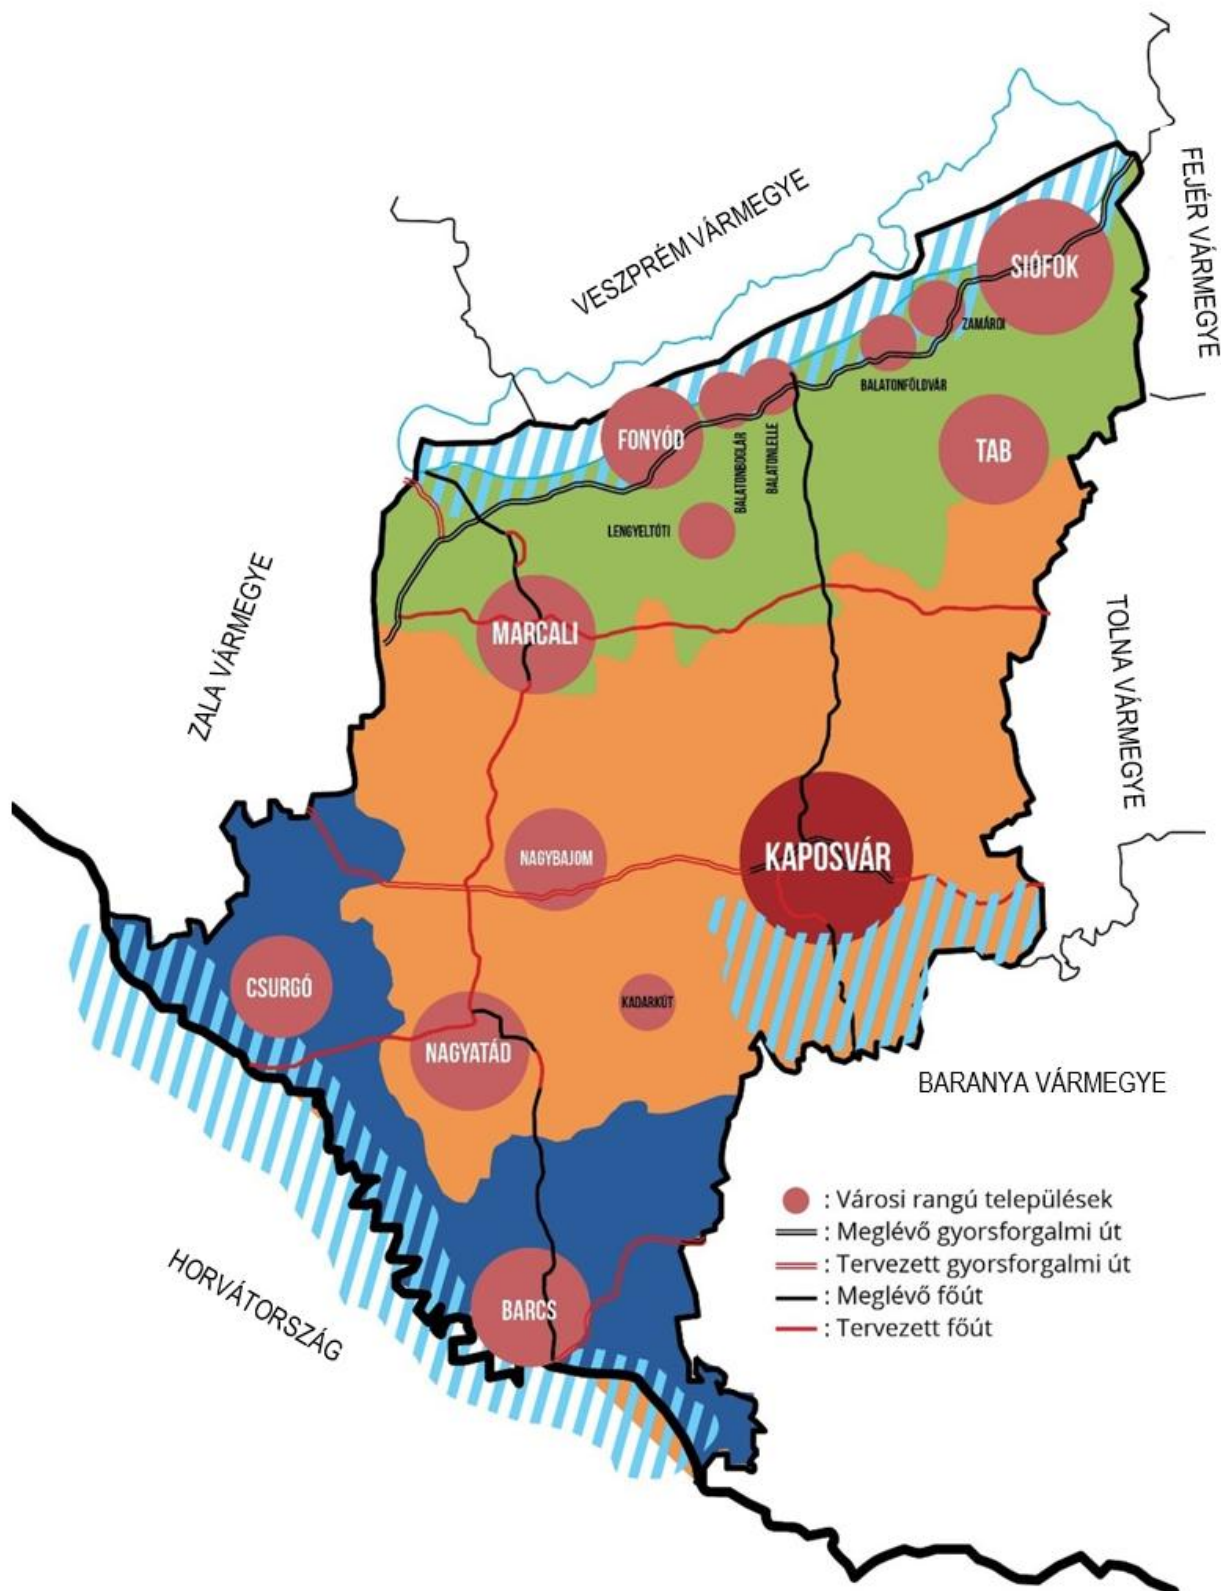 VESZPRÉM VÁRMEGYE
FEJÉR VÁRMEGYE
SIÓFOK
ZAMÁRDI
BALATONFÖLDVÁR
FONYÓD
BALATONBOGLÁR
BALATONLELLE
TAB
LENGYELTÓTI
MARCALI
ZALA VÁRMEGYE
TOLNA VÁRMEGYE
NAGYBAJOM
KAPOSVÁR
CSURGÓ
KADARKÚT
NAGYATÁD
BARANYA VÁRMEGYE
HORVÁTORSZÁG
BARCS
: Városi rangú települések
: Meglévő gyorsforgalmi út
: Tervezett gyorsforgalmi út
: Meglévő főút
: Tervezett főút